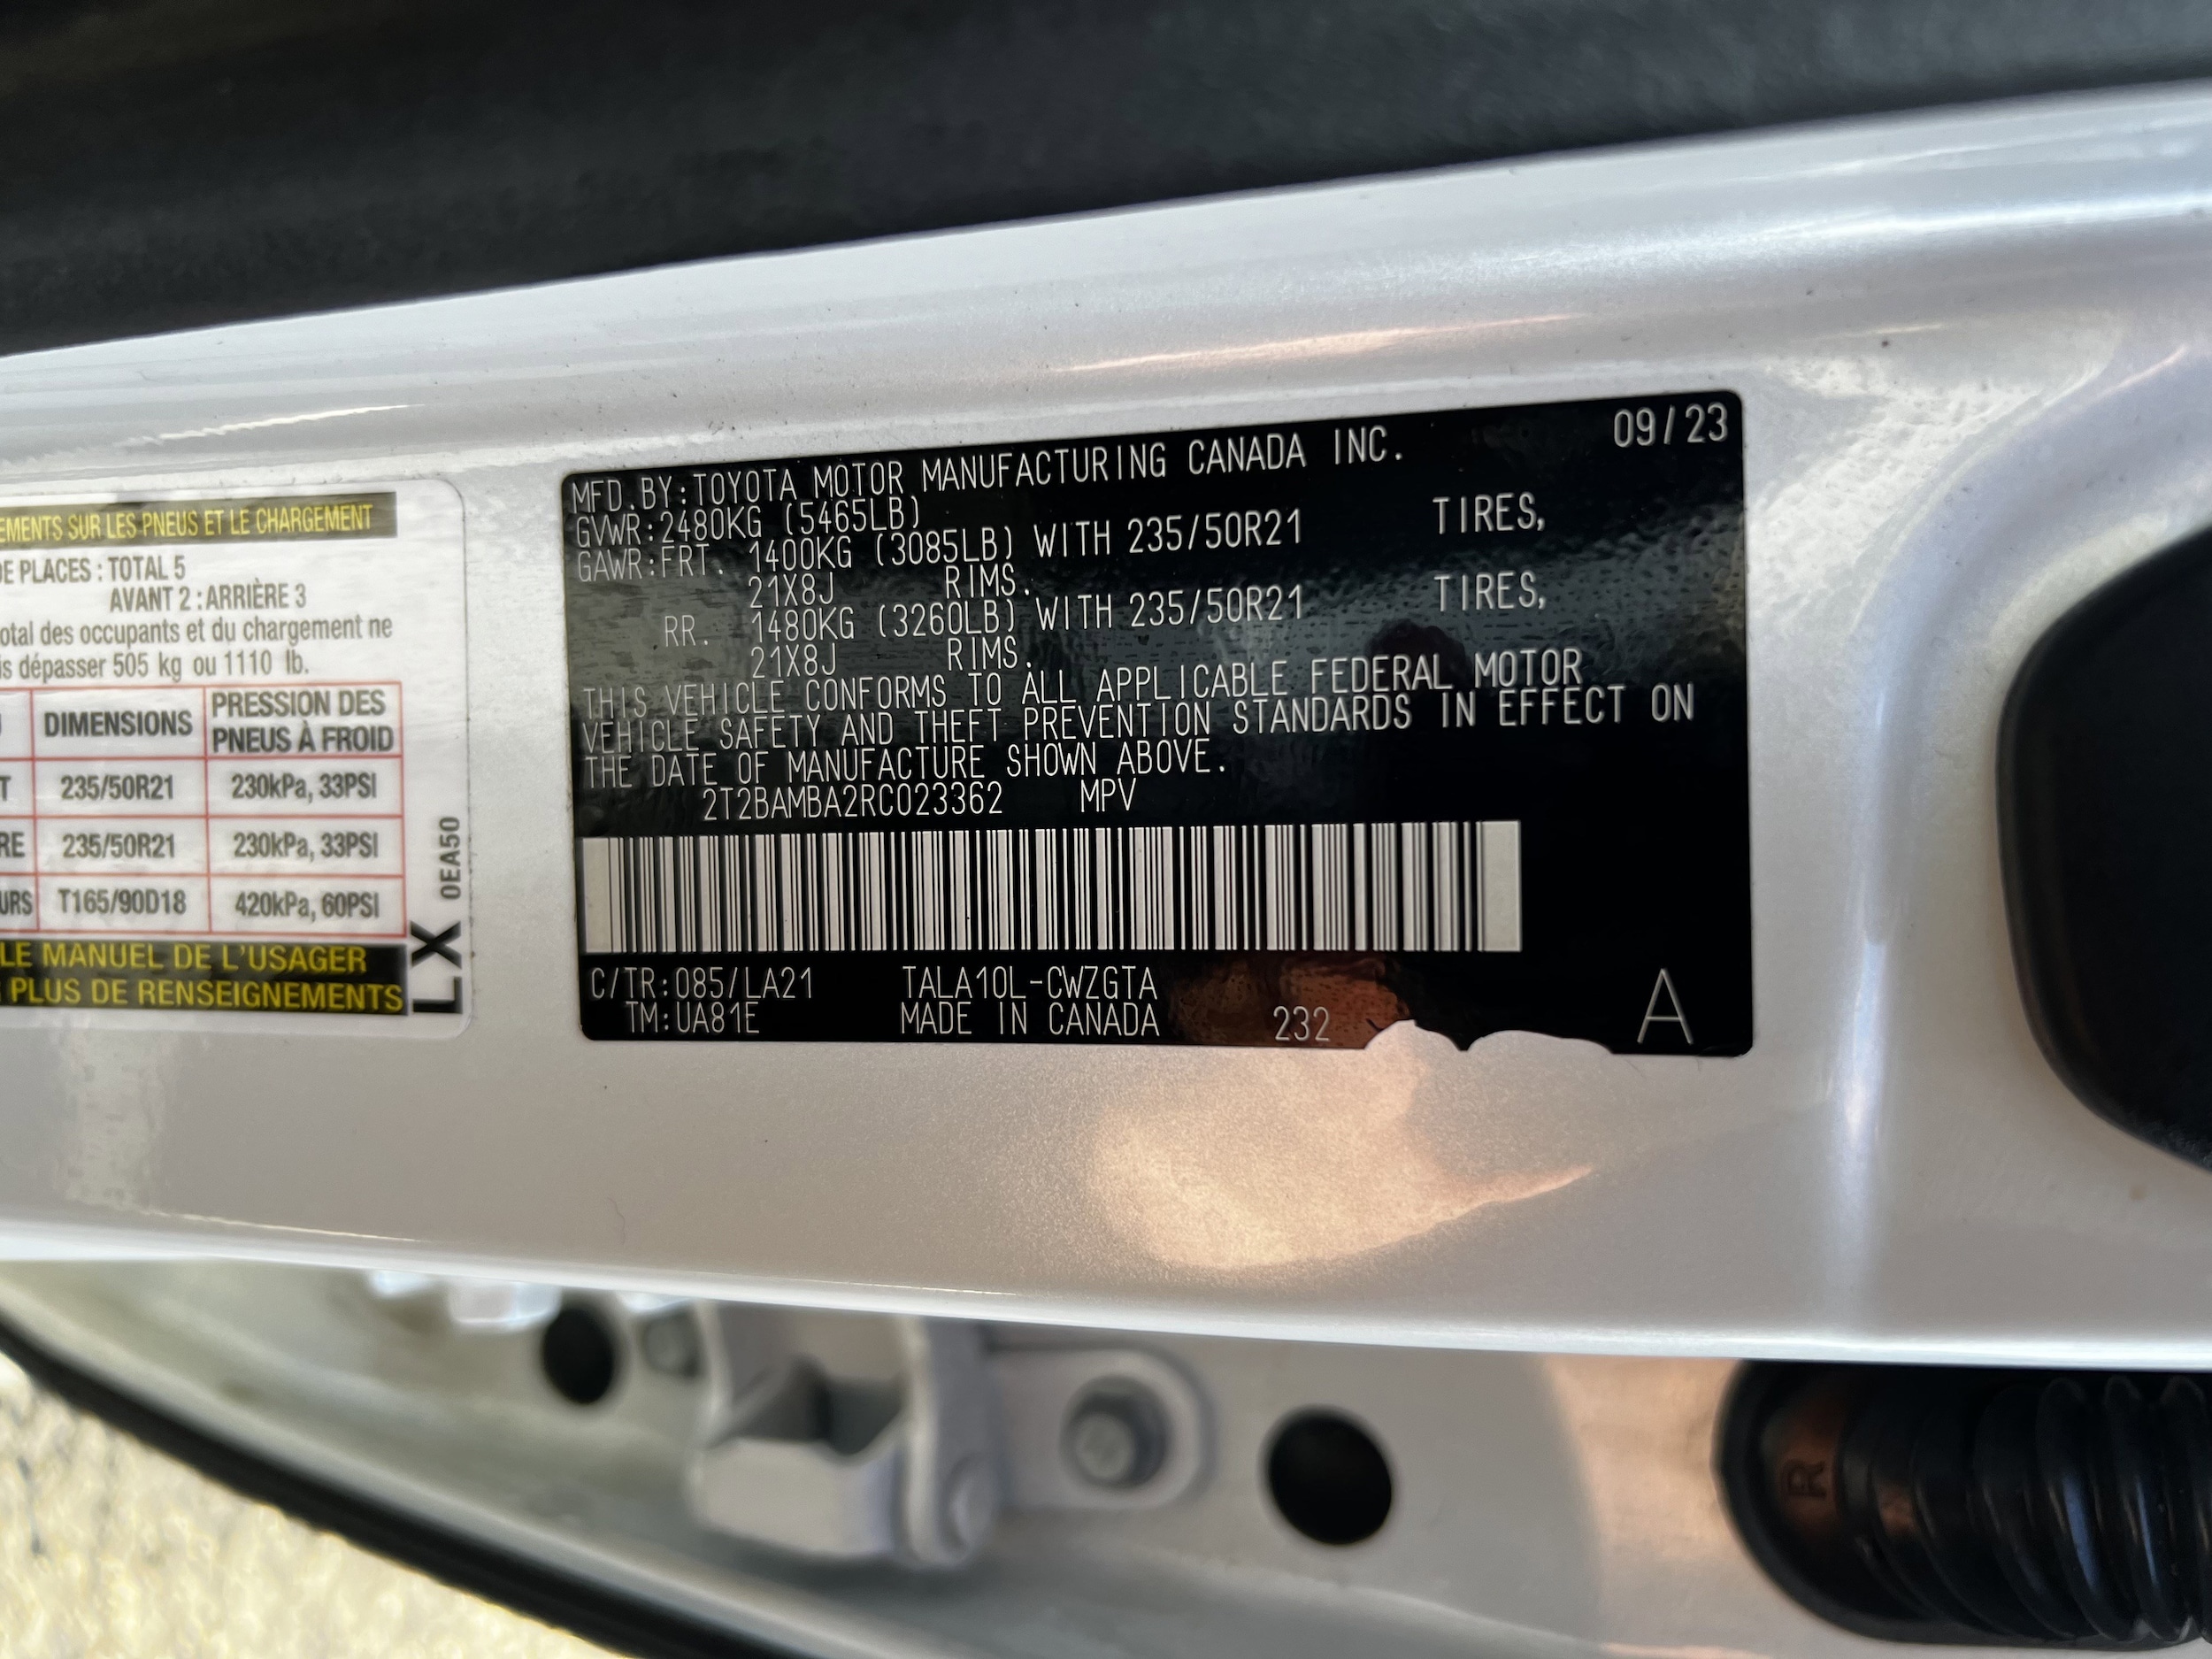 EMENTS SUR LES PNEUS ET LE CHARGEMENT
DE PLACES : TOTAL 5
AVANT 2 : ARRIÈRE 3
otal des occupants et du chargement ne
is dépasser 505 kg ou 1110 lb.
DIMENSIONS PRESSION DES PNEUS À FROID
T 235/50R21 230kPa, 33PSI
RE 235/50R21 230kPa, 33PSI
URS T165/90D18 420kPa, 60PSI
LE MANUEL DE L'USAGER
PLUS DE RENSEIGNEMENTS
LX 0EA50
09/23
MFD.BY:TOYOTA MOTOR MANUFACTURING CANADA INC.
GVWR:2480KG (5465LB)
GAWR:FRT. 1400KG (3085LB) WITH 235/50R21 TIRES,
21X8J RIMS.
RR. 1480KG (3260LB) WITH 235/50R21 TIRES,
21X8J RIMS.
THIS VEHICLE CONFORMS TO ALL APPLICABLE FEDERAL MOTOR
VEHICLE SAFETY AND THEFT PREVENTION STANDARDS IN EFFECT ON
THE DATE OF MANUFACTURE SHOWN ABOVE.
2T2BAMBA2RC023362 MPV
C/TR:085/LA21 TALA10L-CWZGTA
TM:UA81E MADE IN CANADA 232 A
R